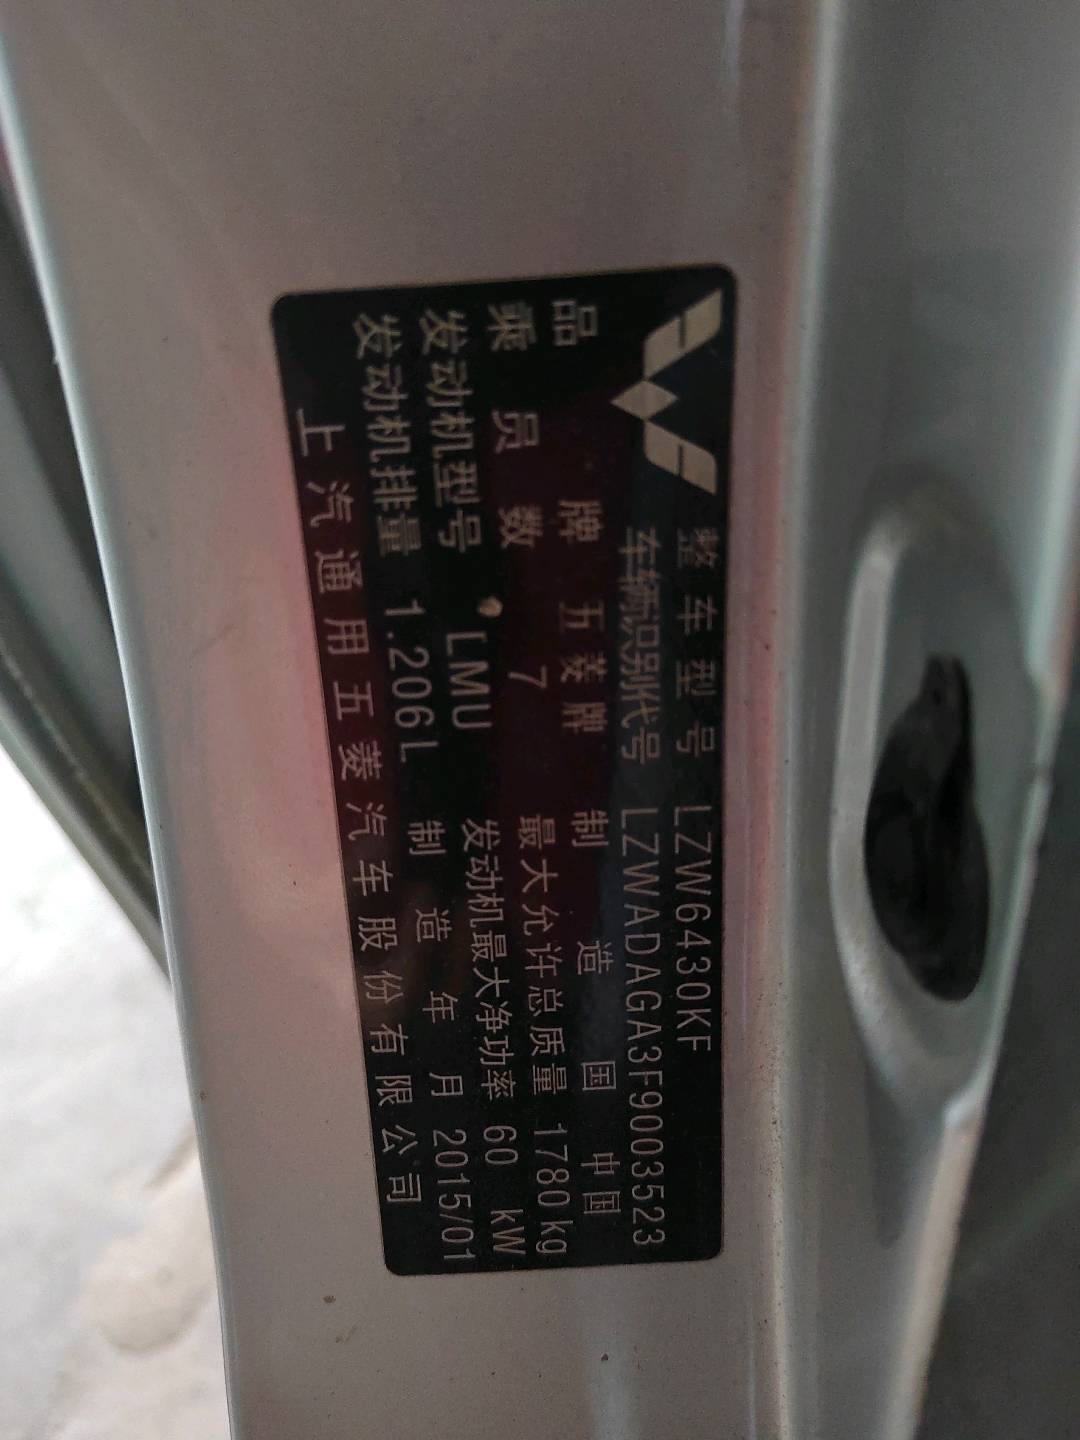 整车型号 LZW6430KF
车辆识别代号 LZWADAGA3F9003523
品牌 五菱牌 制造国 中国
乘员数 7 最大允许总质量 1780kg
发动机型号 LMU 发动机最大净功率 60 kW
发动机排量 1.206L 制造年月 2015/01
上汽通用五菱汽车股份有限公司